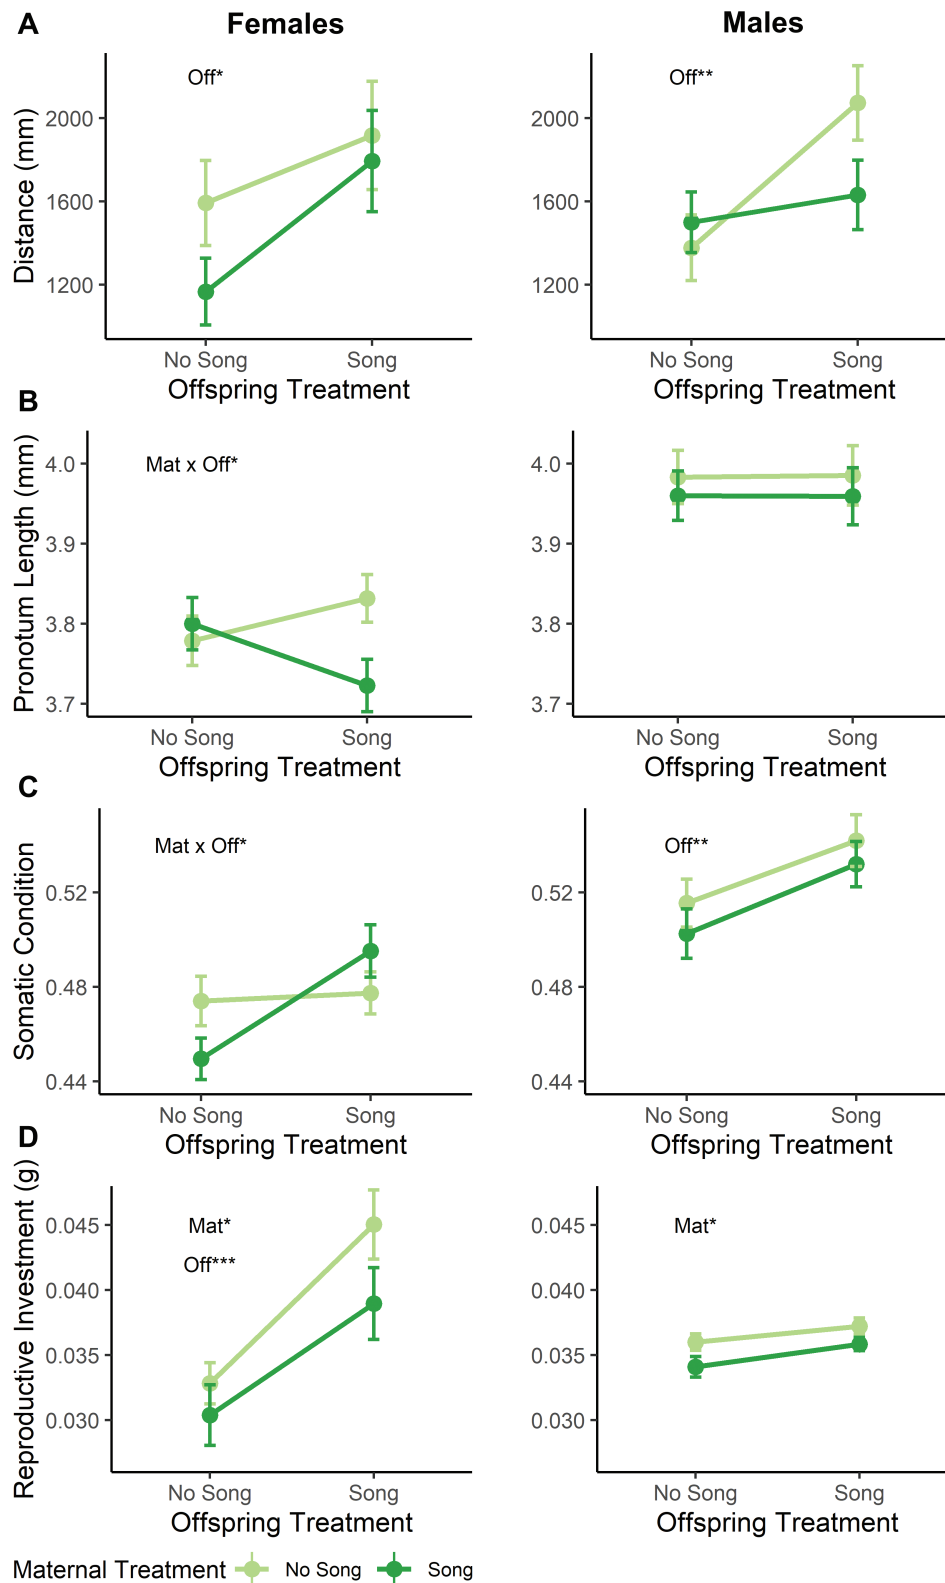 A
Females
Males
Off*
Off**
Distance (mm)
2000
1600
1200
2000
1600
1200
No Song
Song
No Song
Song
Offspring Treatment
Offspring Treatment
B
Mat x Off*
Pronotum Length (mm)
4.0
3.9
3.8
3.7
4.0
3.9
3.8
3.7
No Song
Song
No Song
Song
Offspring Treatment
Offspring Treatment
C
Mat x Off*
Off**
Somatic Condition
0.52
0.48
0.44
0.52
0.48
0.44
No Song
Song
No Song
Song
Offspring Treatment
Offspring Treatment
D
Mat*
Off***
Mat*
Reproductive Investment (g)
0.045
0.040
0.035
0.030
0.045
0.040
0.035
0.030
No Song
Song
No Song
Song
Offspring Treatment
Offspring Treatment
Maternal Treatment
No Song
Song